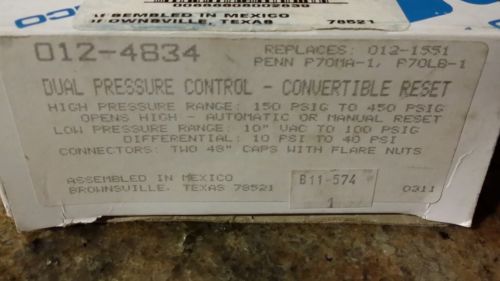 SEMBLED IN MEXICO
OWNSVILLE, TEXAS 78521
012-4834
REPLACES: 012-1551
PENN P70MA-1, P70LB-1
DUAL PRESSURE CONTROL - CONVERTIBLE RESET
HIGH PRESSURE RANGE: 150 PSIG TO 450 PSIG
OPENS HIGH - AUTOMATIC OR MANUAL RESET
LOW PRESSURE RANGE: 10" VAC TO 100 PSIG
DIFFERENTIAL: 10 PSI TO 40 PSI
CONNECTORS: TWO 48" CAPS WITH FLARE NUTS
ASSEMBLED IN MEXICO
BROWNSVILLE, TEXAS 78521
B11-574
1
0311